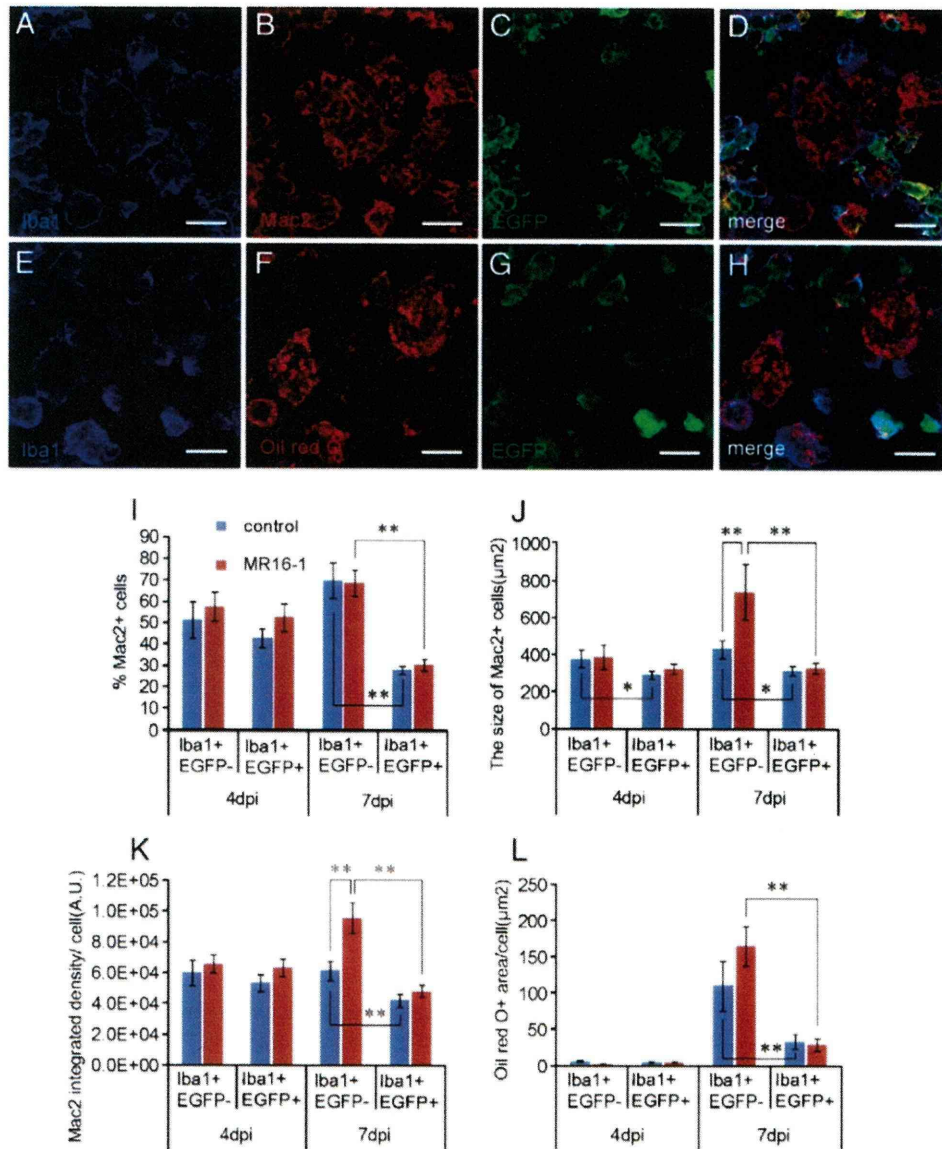 A B C D
Iba1 Mac2 EGFP merge
E F G H
Iba1 Oil red O EGFP merge
I
control
MR16-1
% Mac2+ cells
90
80
70
60
50
40
30
20
10
0
**
**
Iba1+ Iba1+ Iba1+ Iba1+
EGFP- EGFP+ EGFP- EGFP+
4dpi 7dpi
J
The size of Mac2+ cells(µm2)
1000
800
600
400
200
0
** **
* *
Iba1+ Iba1+ Iba1+ Iba1+
EGFP- EGFP+ EGFP- EGFP+
4dpi 7dpi
K
Mac2 integrated density/ cell(A.U.)
1.2E+05
1.0E+05
8.0E+04
6.0E+04
4.0E+04
2.0E+04
0.0E+00
** **
**
Iba1+ Iba1+ Iba1+ Iba1+
EGFP- EGFP+ EGFP- EGFP+
4dpi 7dpi
L
Oil red O+ area/cell(µm2)
250
200
150
100
50
0
**
**
Iba1+ Iba1+ Iba1+ Iba1+
EGFP- EGFP+ EGFP- EGFP+
4dpi 7dpi